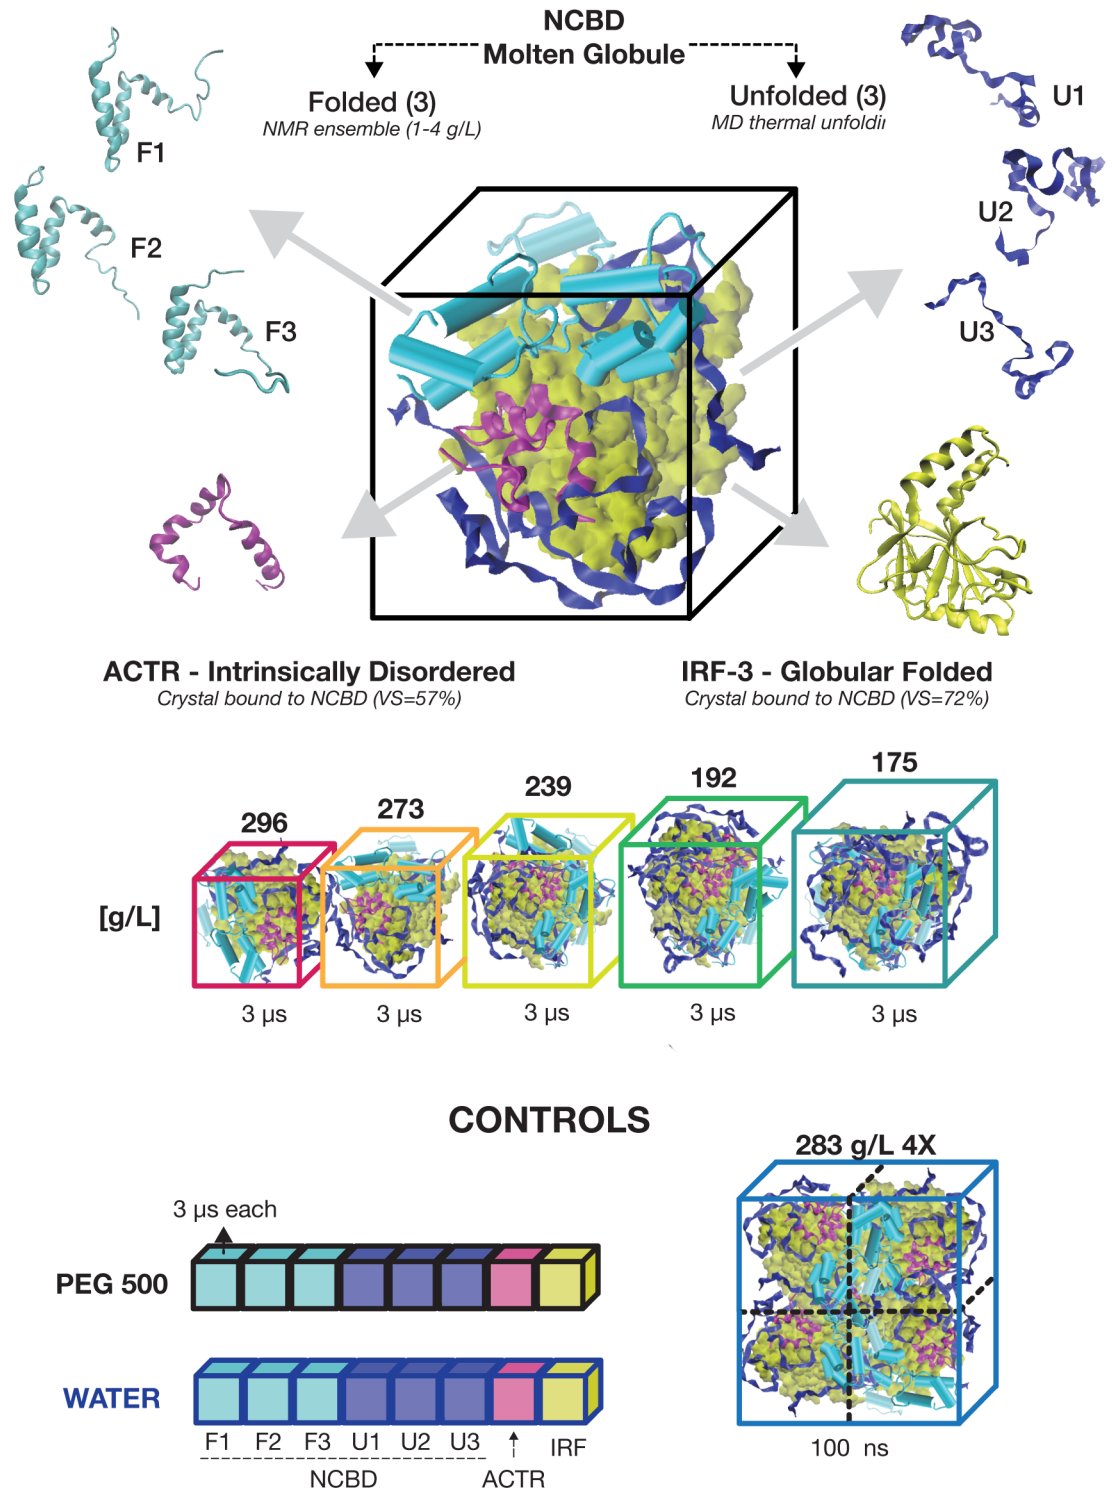 NCBD
Molten Globule
Folded (3)
NMR ensemble (1-4 g/L)
Unfolded (3)
MD thermal unfoldii
F1
F2
F3
U1
U2
U3
ACTR - Intrinsically Disordered
Crystal bound to NCBD (VS=57%)
IRF-3 - Globular Folded
Crystal bound to NCBD (VS=72%)
296
273
239
192
175
[g/L]
3 µs
3 µs
3 µs
3 µs
3 µs
CONTROLS
283 g/L 4X
3 µs each
PEG 500
WATER
F1 F2 F3 U1 U2 U3 IRF
NCBD
ACTR
100 ns